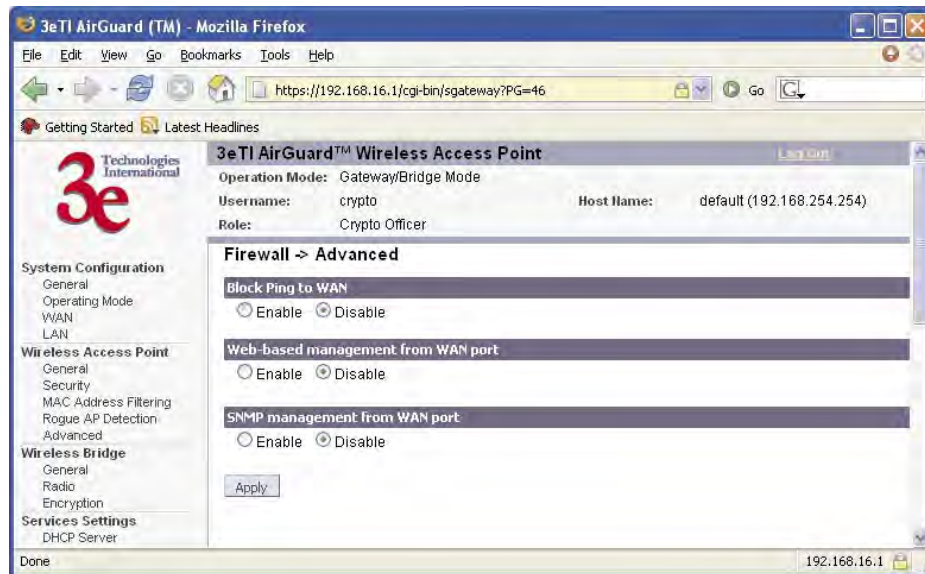 3eTI AirGuard (TM) - Mozilla Firefox
File Edit View Go Bookmarks Tools Help
https://192.168.16.1/cgi-bin/sgateway?PG=46
Go
G
Getting Started Latest Headlines
3e Technologies International
3eTI AirGuard™ Wireless Access Point
Log Out
Operation Mode: Gateway/Bridge Mode
Username: crypto Host Name: default (192.168.254.254)
Role: Crypto Officer
System Configuration
General
Operating Mode
WAN
LAN
Wireless Access Point
General
Security
MAC Address Filtering
Rogue AP Detection
Advanced
Wireless Bridge
General
Radio
Encryption
Services Settings
DHCP Server
Firewall -> Advanced
Block Ping to WAN
Enable Disable
Web-based management from WAN port
Enable Disable
SNMP management from WAN port
Enable Disable
Apply
Done
192.168.16.1